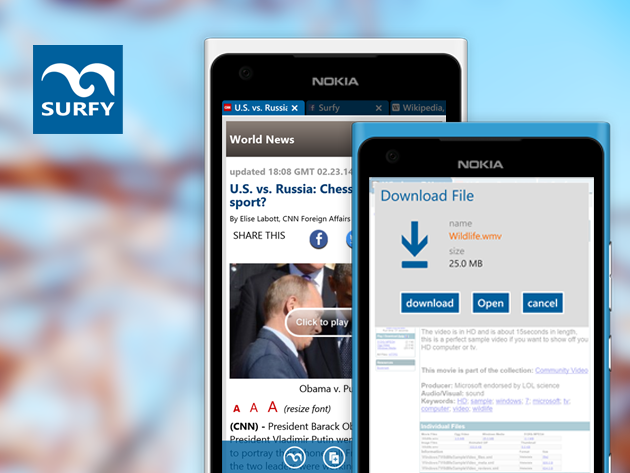 SURFY
NOKIA
U.S. vs. Russia
Surfy
Wikipedia,
World News
updated 18:08 GMT 02.23.14
U.S. vs. Russia: Chess
sport?
By Elise Labott, CNN Foreign Affairs
SHARE THIS
f
Click to play
Obama v. Pu
A A A (resize font)
(CNN) - President Barack Ob
President Vladimir Putin were
NOKIA
Download File
name
Wildlife.wmv
size
25.0 MB
download Open cancel
The video is in HD and is about 15seconds in length,
this is a perfect sample video if you want to show off you
HD computer or tv.
This movie is part of the collection: Community Video
Producer: Microsoft endorsed by LOL science
Audio/Visual: sound
Keywords: HD; sample; windows, 7; microsoft; tv;
computer; video; wildlife
Individual Files